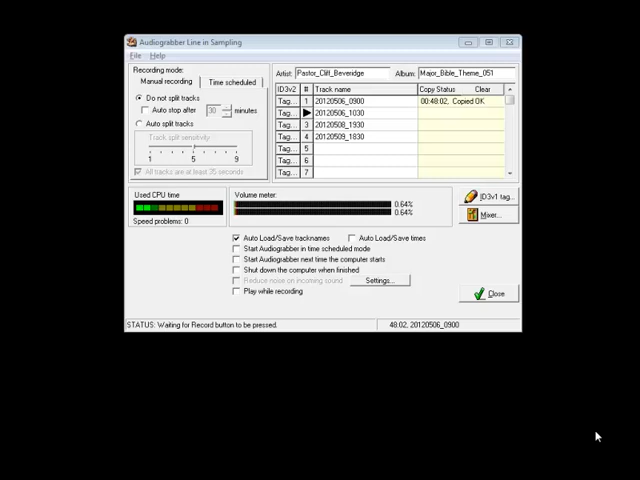 Audiograbber Line in Sampling
File Help
Recording mode:
Manual recording Time scheduled
Do not split tracks
Auto stop after 30 minutes
Auto split tracks
Track split sensitivity
1 5 9
All tracks are at least 35 seconds
Artist: Pastor_Cliff_Beveridge Album: Major_Bible_Theme_051
ID3v2 # Track name Copy Status Clear
Tag... 1 20120506_0900 00:48:02, Copied OK
Tag... 20120506_1030
Tag... 3 20120508_1930
Tag... 4 20120509_1830
Tag... 5
Tag... 6
Tag... 7
Used CPU time
Speed problems: 0
Volume meter:
0.64%
0.64%
ID3v1 tag...
Mixer...
Auto Load/Save tracknames Auto Load/Save times
Start Audiograbber in time scheduled mode
Start Audiograbber next time the computer starts
Shut down the computer when finished
Reduce noise on incoming sound Settings...
Play while recording
Close
STATUS: Waiting for Record button to be pressed. 48:02, 20120506_0900